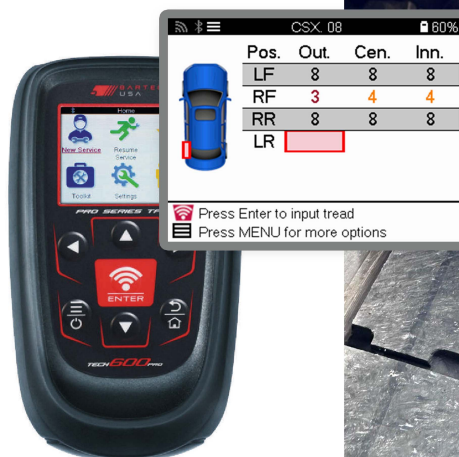 CSX. 08 60%
Pos. Out. Cen. Inn.
LF 8 8 8
RF 3 4 4
RR 8 8 8
LR
Press Enter to input tread
Press MENU for more options
BARTEC
USA
Home
New Service
Resume Service
Toolkit
Settings
PRO SERIES
ENTER
TECH600PRO